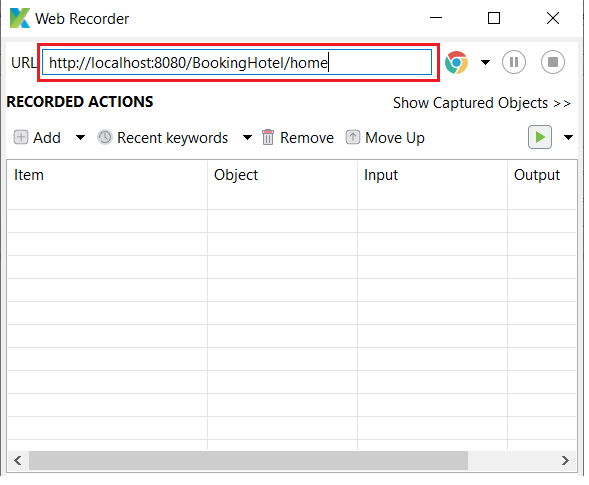 Web Recorder
URL http://localhost:8080/BookingHotel/home
RECORDED ACTIONS Show Captured Objects >>
Add Recent keywords Remove Move Up
Item Object Input Output